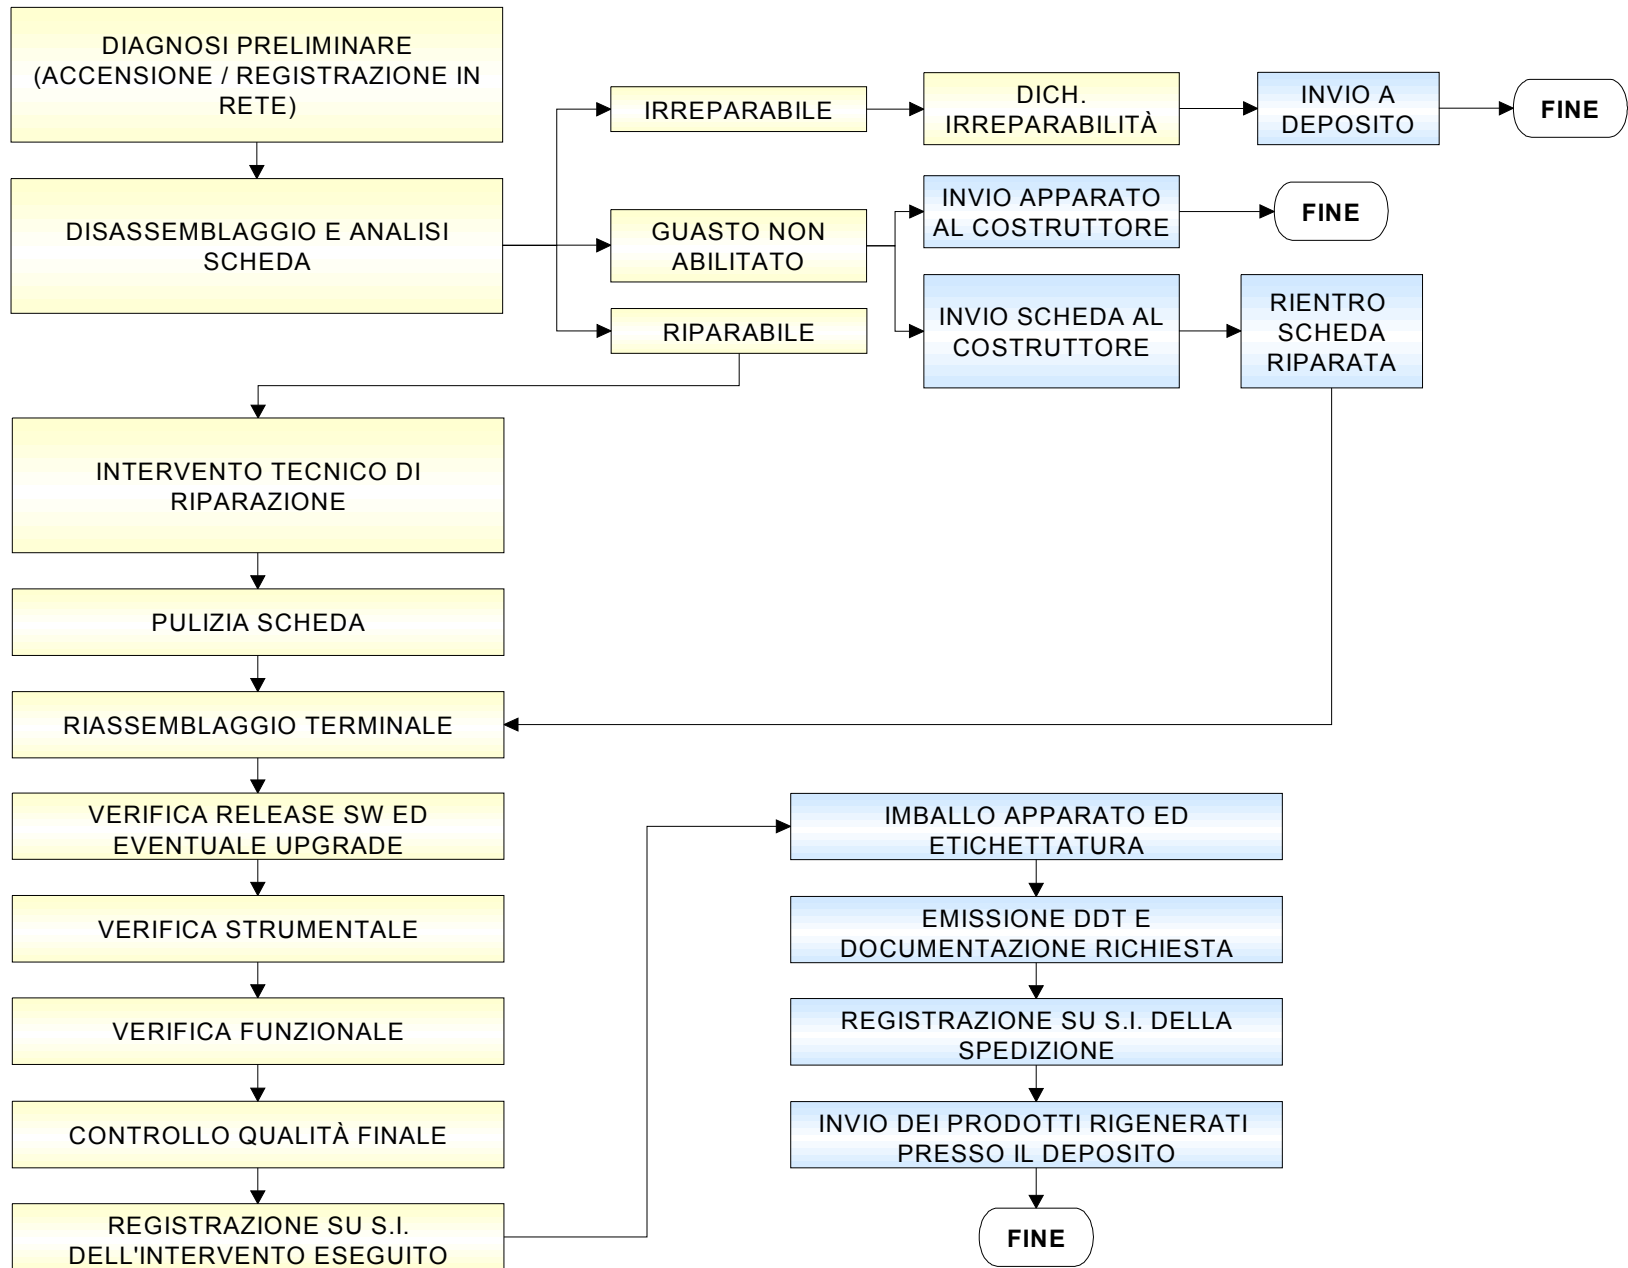 DIAGNOSI PRELIMINARE
(ACCENSIONE / REGISTRAZIONE IN
RETE)
IRREPARABILE
DICH.
IRREPARABILITÀ
INVIO A
DEPOSITO
FINE
DISASSEMBLAGGIO E ANALISI
SCHEDA
GUASTO NON
ABILITATO
INVIO APPARATO
AL COSTRUTTORE
FINE
RIPARABILE
INVIO SCHEDA AL
COSTRUTTORE
RIENTRO
SCHEDA
RIPARATA
INTERVENTO TECNICO DI
RIPARAZIONE
PULIZIA SCHEDA
RIASSEMBLAGGIO TERMINALE
VERIFICA RELEASE SW ED
EVENTUALE UPGRADE
VERIFICA STRUMENTALE
VERIFICA FUNZIONALE
CONTROLLO QUALITÀ FINALE
REGISTRAZIONE SU S.I.
DELL'INTERVENTO ESEGUITO
IMBALLO APPARATO ED
ETICHETTATURA
EMISSIONE DDT E
DOCUMENTAZIONE RICHIESTA
REGISTRAZIONE SU S.I. DELLA
SPEDIZIONE
INVIO DEI PRODOTTI RIGENERATI
PRESSO IL DEPOSITO
FINE